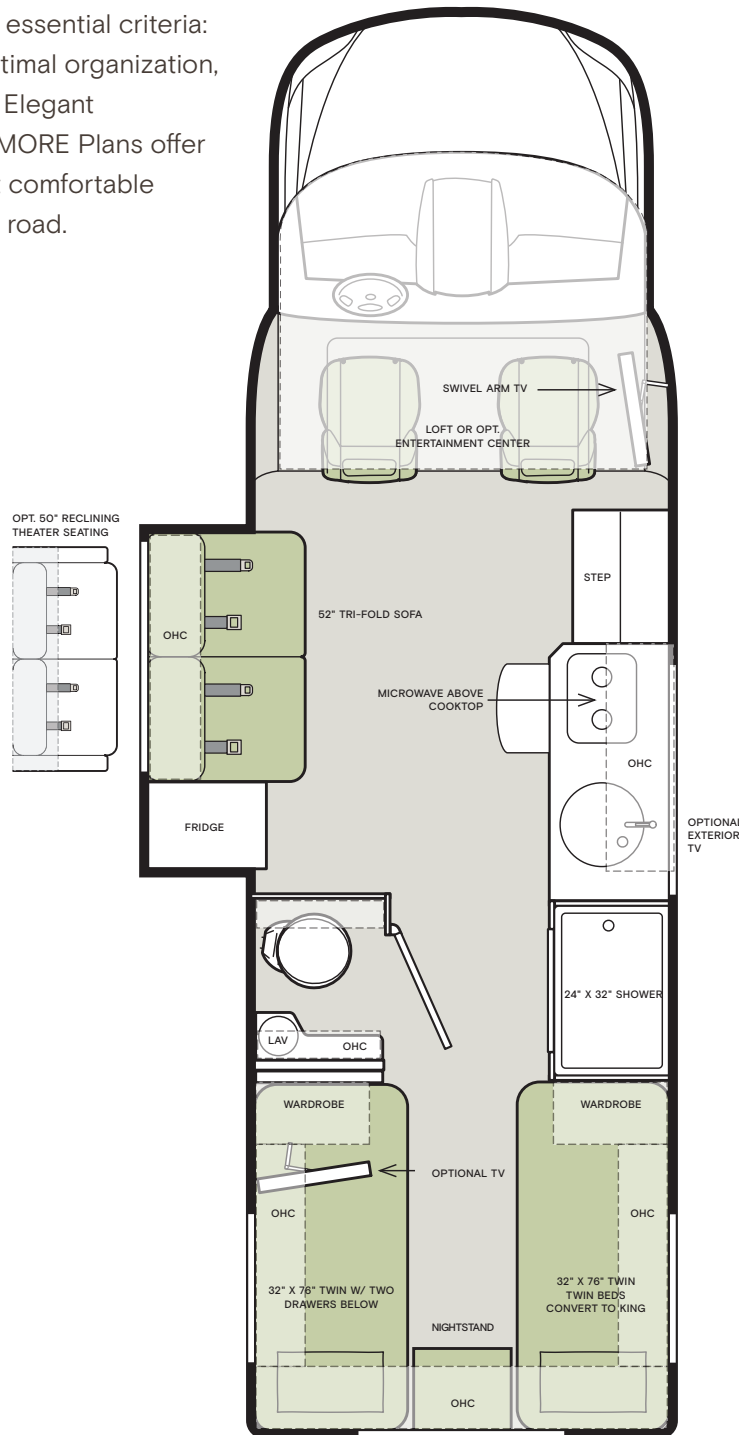 essential criteria:
timal organization,
Elegant
MORE Plans offer
comfortable
road.
SWIVEL ARM TV
LOFT OR OPT.
ENTERTAINMENT CENTER
OPT. 50" RECLINING
THEATER SEATING
STEP
52" TRI-FOLD SOFA
OHC
MICROWAVE ABOVE
COOKTOP
OHC
FRIDGE
OPTIONAL
EXTERIOR
TV
24" X 32" SHOWER
LAV
OHC
WARDROBE
WARDROBE
OPTIONAL TV
OHC
OHC
32" X 76" TWIN W/ TWO
DRAWERS BELOW
32" X 76" TWIN
TWIN BEDS
CONVERT TO KING
NIGHTSTAND
OHC